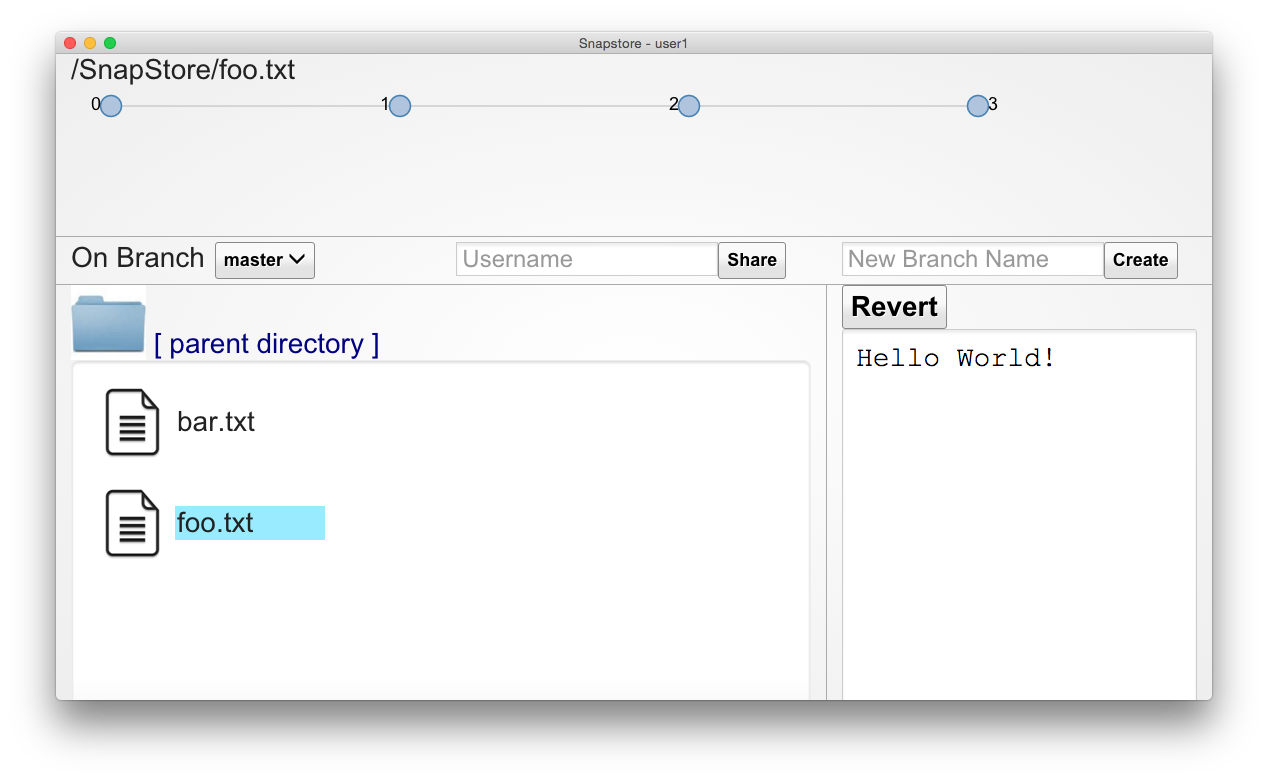 Snapstore - user1
/SnapStore/foo.txt
0 1 2 3
On Branch master Username Share New Branch Name Create
[ parent directory ]
Revert
Hello World!
bar.txt
foo.txt